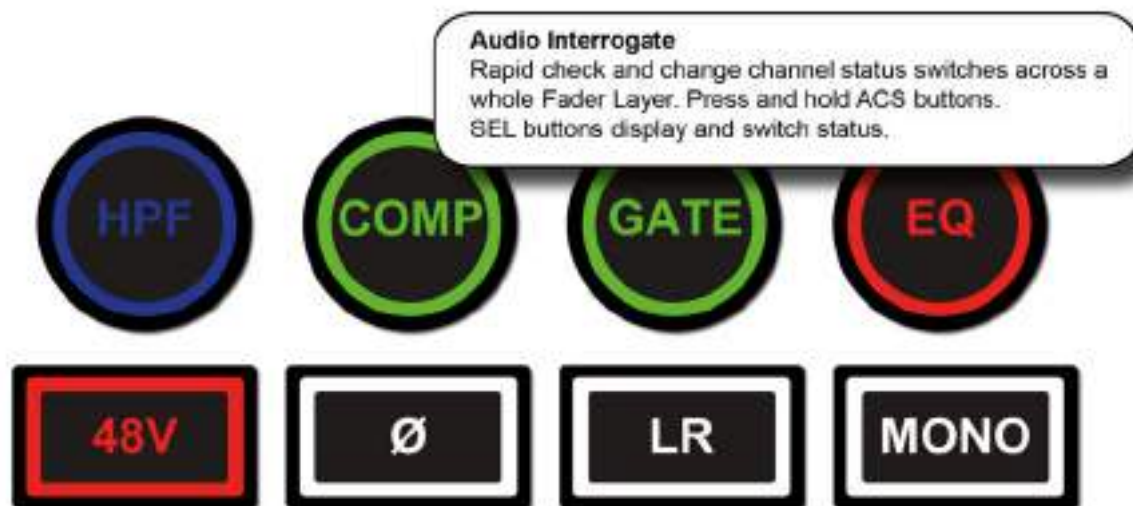 Audio Interrogate
Rapid check and change channel status switches across a
whole Fader Layer. Press and hold ACS buttons.
SEL buttons display and switch status.
HPF COMP GATE EQ
48V Ø LR MONO